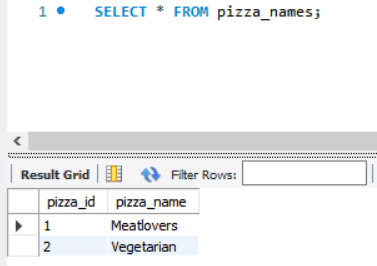 1 SELECT * FROM pizza_names;
Result Grid Filter Rows:
pizza_id pizza_name
1 Meatlovers
2 Vegetarian